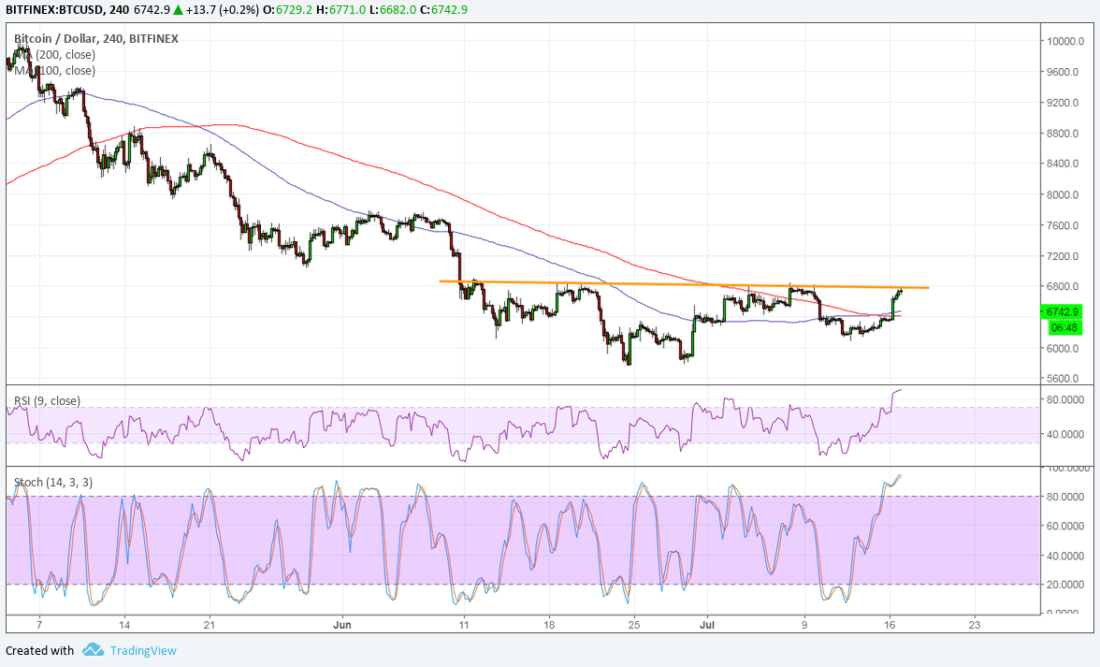 BITFINEX:BTCUSD, 240 6742.9 ▲ +13.7 (+0.2%) O:6729.2 H:6771.0 L:6682.0 C:6742.9
Bitcoin / Dollar, 240, BITFINEX
(200, close)
MA (100, close)
10000.0
9600.0
9200.0
8800.0
8400.0
8000.0
7600.0
7200.0
6800.0
6742.9
06:48
6000.0
5600.0
RSI (9, close)
80.0000
40.0000
Stoch (14, 3, 3)
100.0000
80.0000
60.0000
40.0000
20.0000
0.0000
7 14 21 Jun 11 18 25 Jul 9 16 23
Created with TradingView